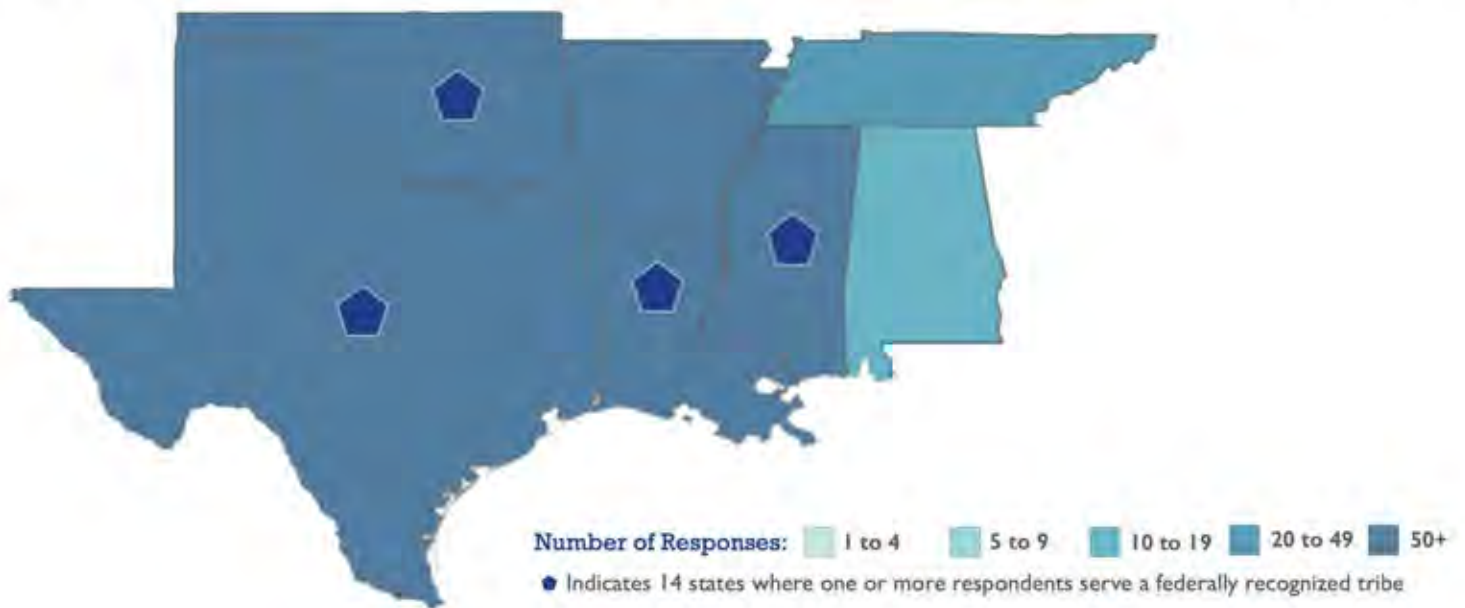 Number of Responses: 1 to 4 5 to 9 10 to 19 20 to 49 50+
Indicates 14 states where one or more respondents serve a federally recognized tribe